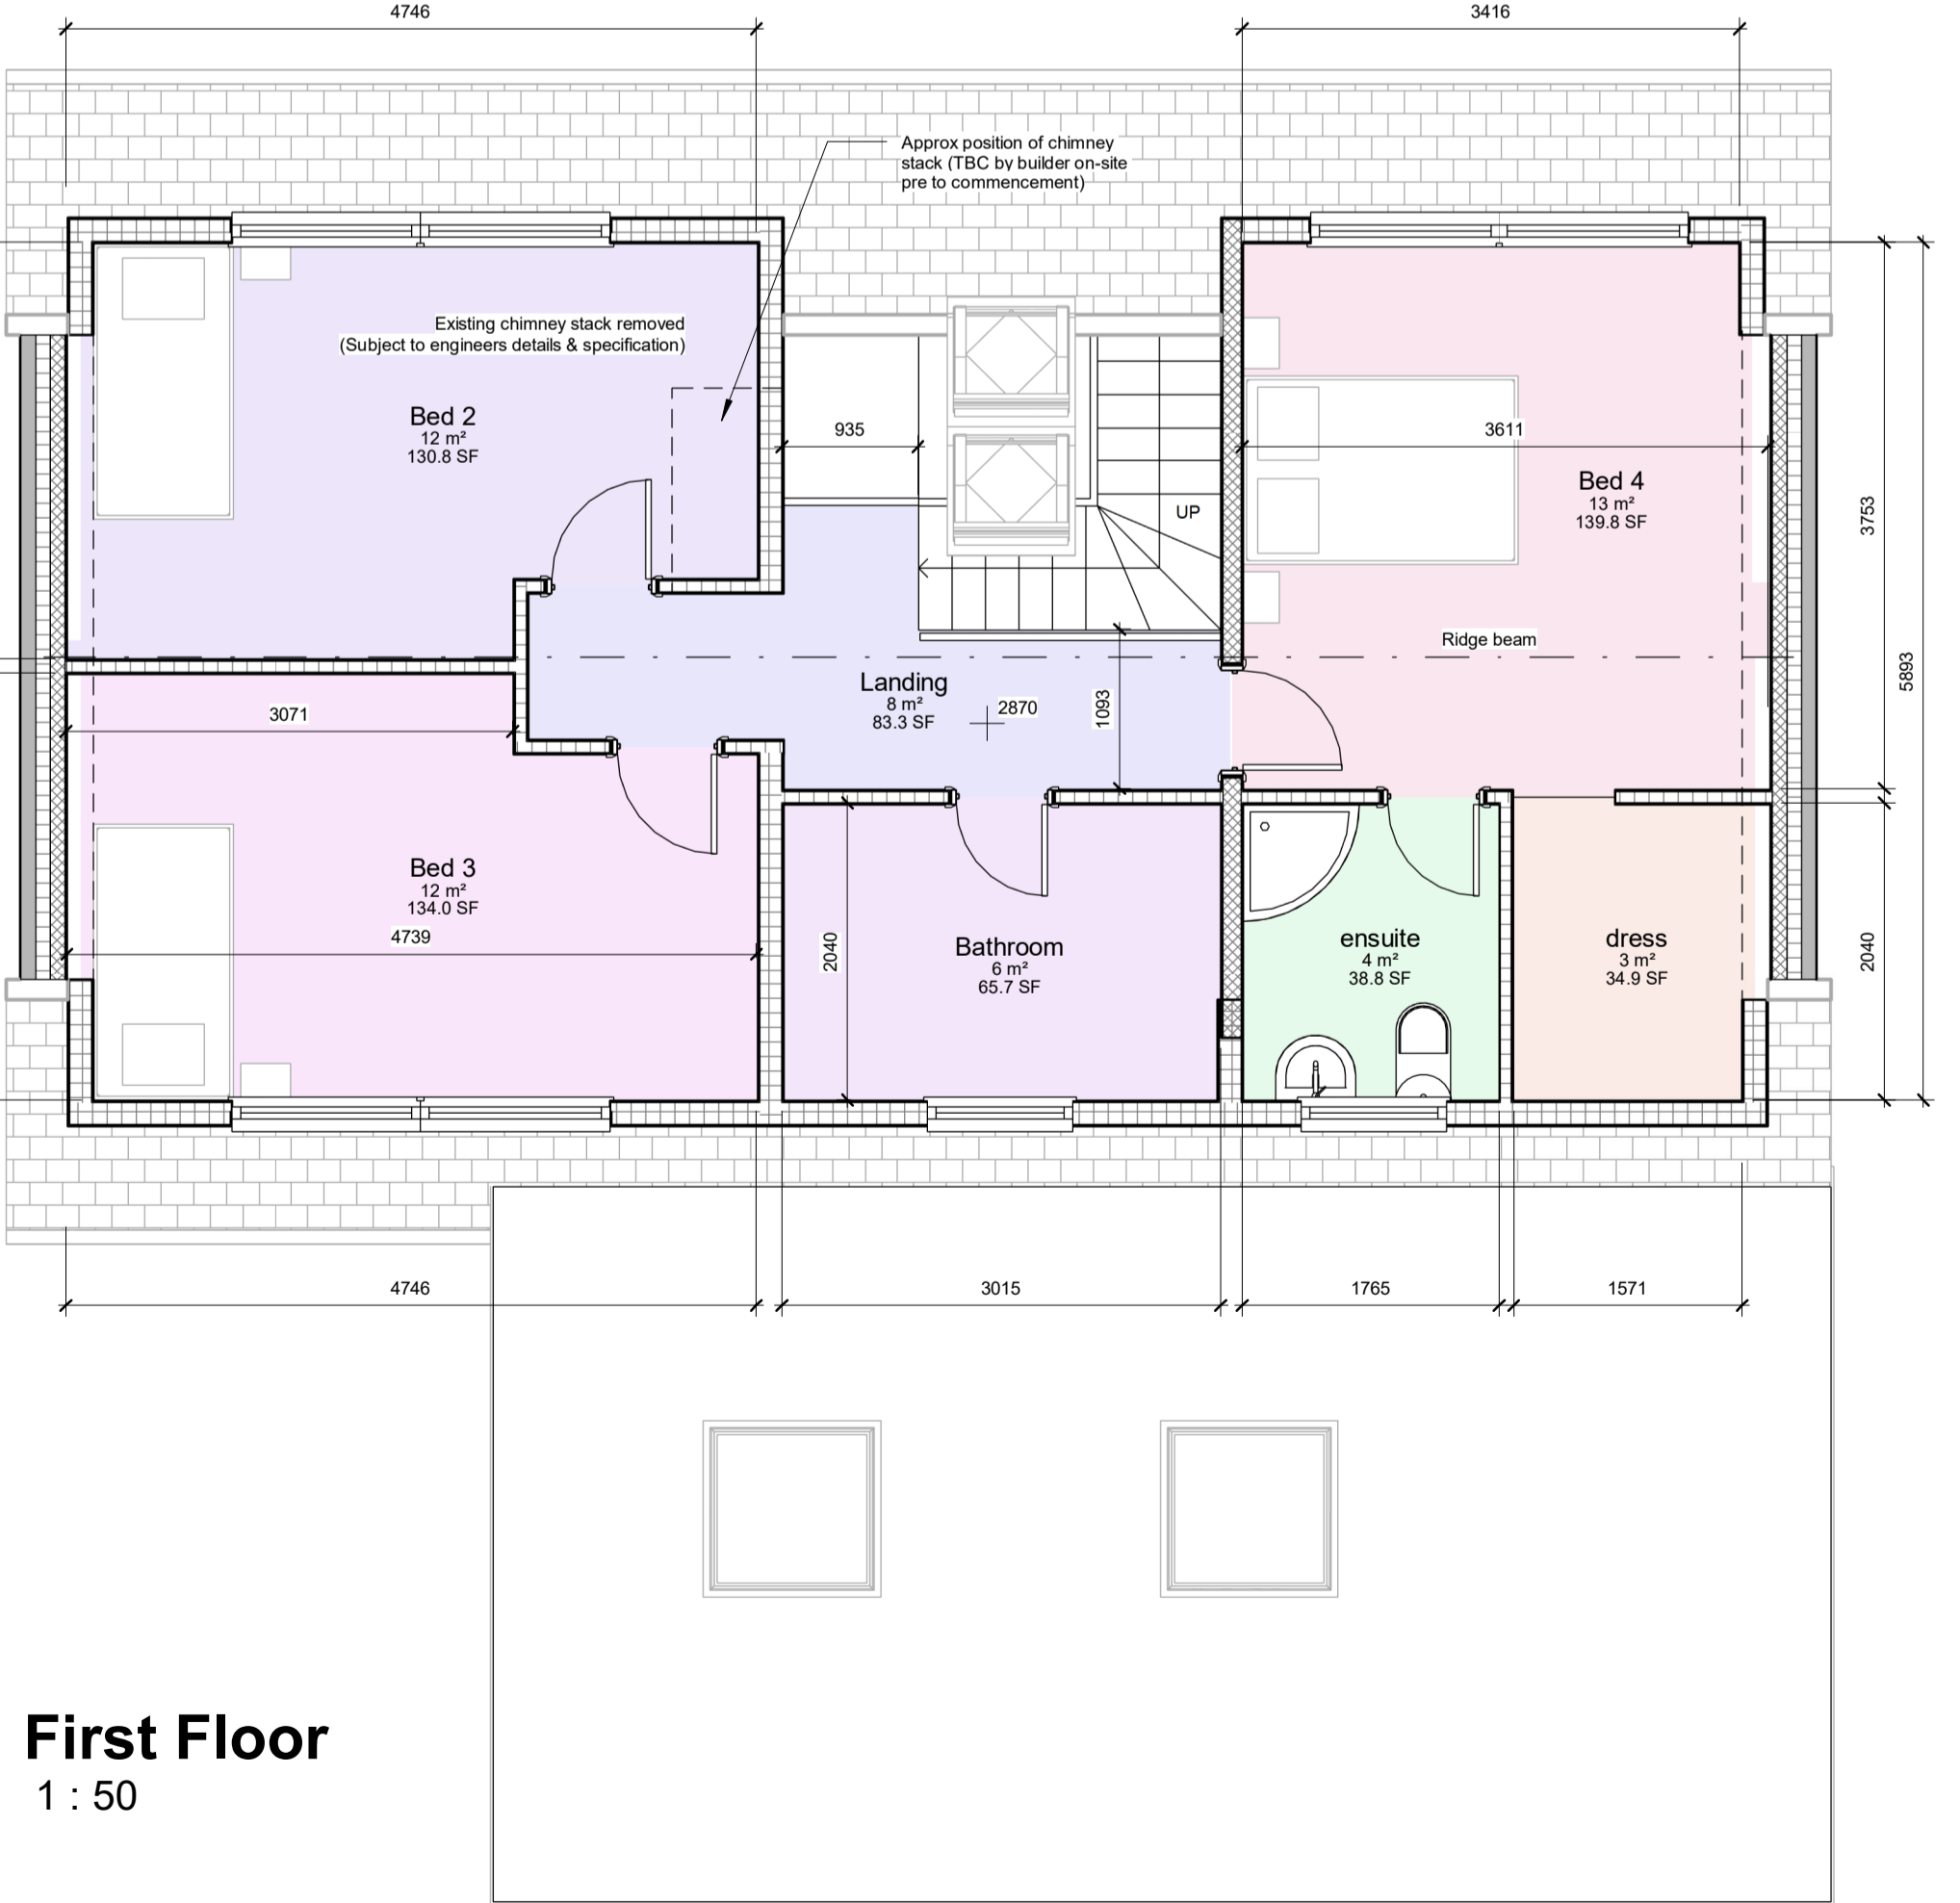 4746
3416
Approx position of chimney
stack (TBC by builder on-site
pre to commencement)
Existing chimney stack removed
(Subject to engineers details & specification)
Bed 2
12 m²
130.8 SF
935
3611
Bed 4
13 m²
139.8 SF
UP
3753
Ridge beam
5893
Landing
8 m²
83.3 SF
2870
1093
3071
Bed 3
12 m²
134.0 SF
4739
2040
Bathroom
6 m²
65.7 SF
ensuite
4 m²
38.8 SF
dress
3 m²
34.9 SF
2040
4746
3015
1765
1571
First Floor
1 : 50